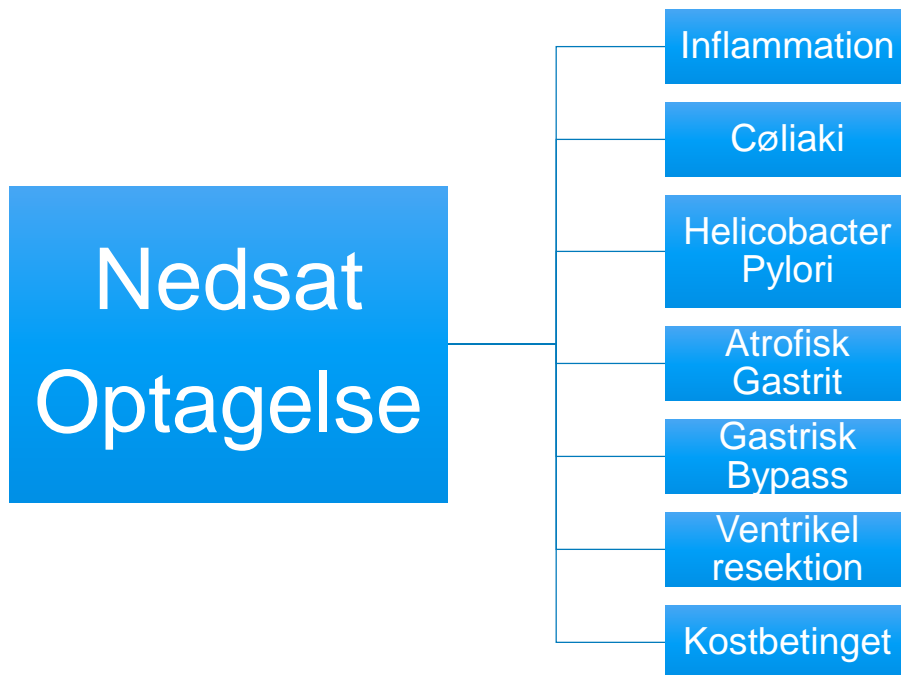 Nedsat
Optagelse
Inflammation
Cøliaki
Helicobacter
Pylori
Atrofisk
Gastrit
Gastrisk
Bypass
Ventrikel
resektion
Kostbetinget